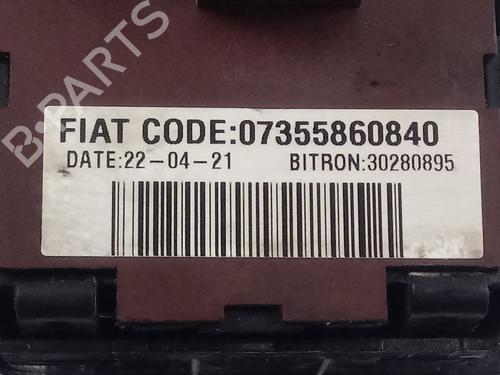 B-PARTS
FIAT CODE:07355860840
DATE:22-04-21 BITRON:30280895